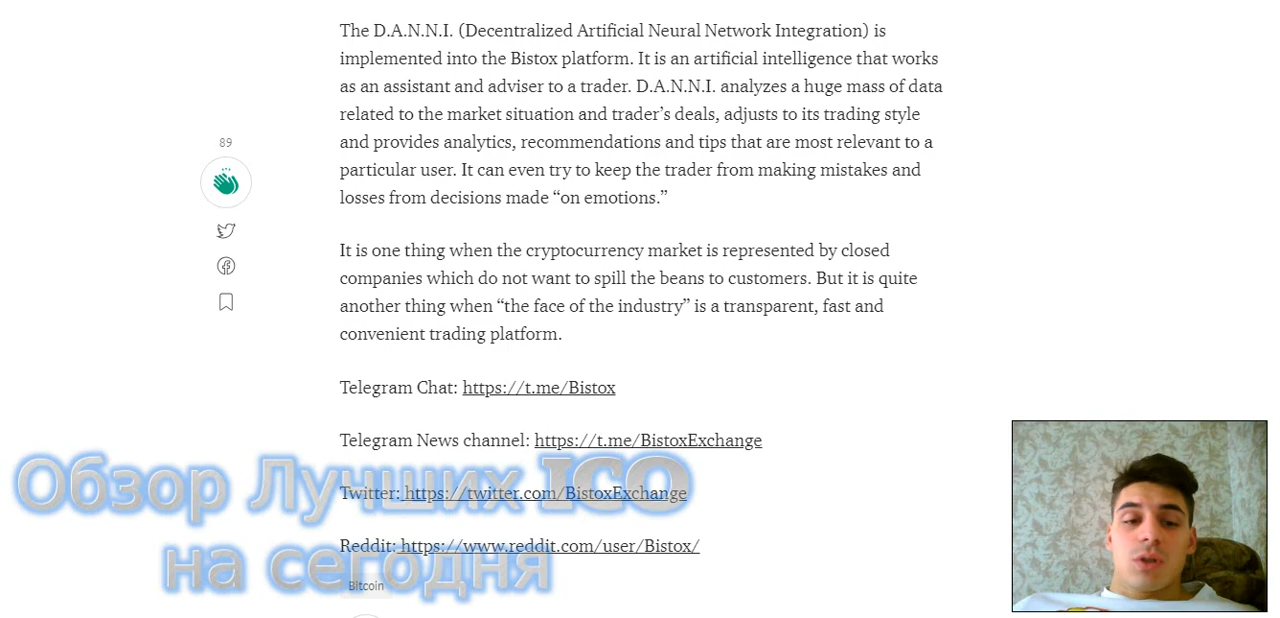 The D.A.N.N.I. (Decentralized Artificial Neural Network Integration) is
implemented into the Bistox platform. It is an artificial intelligence that works
as an assistant and adviser to a trader. D.A.N.N.I. analyzes a huge mass of data
related to the market situation and trader’s deals, adjusts to its trading style
and provides analytics, recommendations and tips that are most relevant to a
particular user. It can even try to keep the trader from making mistakes and
losses from decisions made “on emotions.”
89
It is one thing when the cryptocurrency market is represented by closed
companies which do not want to spill the beans to customers. But it is quite
another thing when “the face of the industry” is a transparent, fast and
convenient trading platform.
Telegram Chat: https://t.me/Bistox
Telegram News channel: https://t.me/BistoxExchange
Обзор Лучших ICO
Twitter: https://twitter.com/BistoxExchange
Reddit: https://www.reddit.com/user/Bistox/
на сегодня
Bitcoin